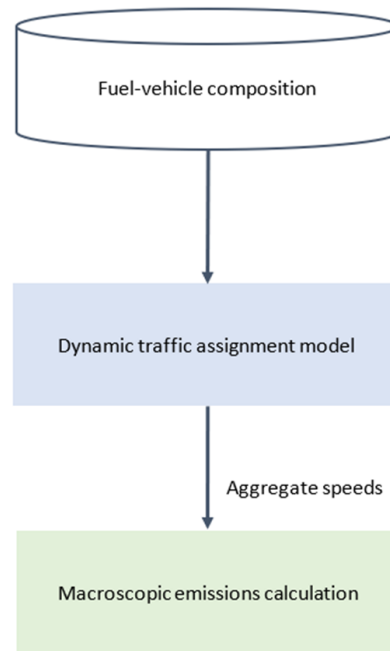 Fuel-vehicle composition
Dynamic traffic assignment model
Aggregate speeds
Macroscopic emissions calculation